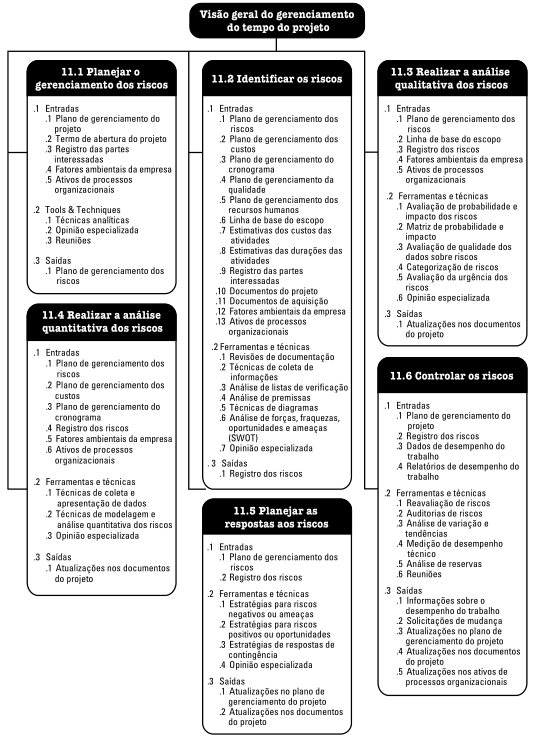 Visão geral do gerenciamento
do tempo do projeto
11.1 Planejar o
gerenciamento dos riscos
.1 Entradas
.1 Plano de gerenciamento do
projeto
.2 Termo de abertura do projeto
.3 Registro das partes
interessadas
.4 Fatores ambientais da empresa
.5 Ativos de processos
organizacionais
.2 Tools & Techniques
.1 Técnicas analíticas
.2 Opinião especializada
.3 Reuniões
.3 Saídas
.1 Plano de gerenciamento dos
riscos
11.2 Identificar os riscos
.1 Entradas
.1 Plano de gerenciamento dos
riscos
.2 Plano de gerenciamento dos
custos
.3 Plano de gerenciamento do
cronograma
.4 Plano de gerenciamento da
qualidade
.5 Plano de gerenciamento dos
recursos humanos
.6 Linha de base do escopo
.7 Estimativas dos custos das
atividades
.8 Estimativas das durações das
atividades
.9 Registro das partes
interessadas
.10 Documentos do projeto
.11 Documentos de aquisição
.12 Fatores ambientais da empresa
.13 Ativos de processos
organizacionais
.2 Ferramentas e técnicas
.1 Revisões de documentação
.2 Técnicas de coleta de
informações
.3 Análise de listas de verificação
.4 Análise de premissas
.5 Técnicas de diagramas
.6 Análise de forças, fraquezas,
oportunidades e ameaças
(SWOT)
.7 Opinião especializada
.3 Saídas
.1 Registro dos riscos
11.3 Realizar a análise
qualitativa dos riscos
.1 Entradas
.1 Plano de gerenciamento dos
riscos
.2 Linha de base do escopo
.3 Registro dos riscos
.4 Fatores ambientais da empresa
.5 Ativos de processos
organizacionais
.2 Ferramentas e técnicas
.1 Avaliação de probabilidade e
impacto dos riscos
.2 Matriz de probabilidade e
impacto
.3 Avaliação de qualidade dos
dados sobre riscos
.4 Categorização de riscos
.5 Avaliação da urgência dos
riscos
.6 Opinião especializada
.3 Saídas
.1 Atualizações nos documentos
do projeto
11.4 Realizar a análise
quantitativa dos riscos
.1 Entradas
.1 Plano de gerenciamento dos
riscos
.2 Plano de gerenciamento dos
custos
.3 Plano de gerenciamento do
cronograma
.4 Registro dos riscos
.5 Fatores ambientais da empresa
.6 Ativos de processos
organizacionais
.2 Ferramentas e técnicas
.1 Técnicas de coleta e
apresentação de dados
.2 Técnicas de modelagem e
análise quantitativa dos riscos
.3 Opinião especializada
.3 Saídas
.1 Atualizações nos documentos
do projeto
11.5 Planejar as
respostas aos riscos
.1 Entradas
.1 Plano de gerenciamento dos
riscos
.2 Registro dos riscos
.2 Ferramentas e técnicas
.1 Estratégias para riscos
negativos ou ameaças
.2 Estratégias para riscos
positivos ou oportunidades
.3 Estratégias de respostas de
contingência
.4 Opinião especializada
.3 Saídas
.1 Atualizações no plano de
gerenciamento do projeto
.2 Atualizações nos documentos
do projeto
11.6 Controlar os riscos
.1 Entradas
.1 Plano de gerenciamento do
projeto
.2 Registro dos riscos
.3 Dados de desempenho do
trabalho
.4 Relatórios de desempenho do
trabalho
.2 Ferramentas e técnicas
.1 Reavaliação de riscos
.2 Auditorias de riscos
.3 Análise de variação e
tendências
.4 Medição de desempenho
técnico
.5 Análise de reservas
.6 Reuniões
.3 Saídas
.1 Informações sobre o
desempenho do trabalho
.2 Solicitações de mudança
.3 Atualizações no plano de
gerenciamento do projeto
.4 Atualizações nos documentos
do projeto
.5 Atualizações nos ativos de
processos organizacionais